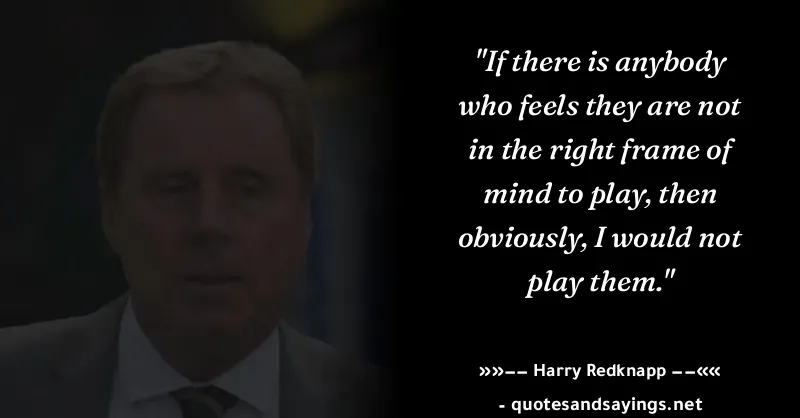 "If there is anybody
who feels they are not
in the right frame of
mind to play, then
obviously, I would not
play them."
»»−− Harry Redknapp −−««
- quotesandsayings.net